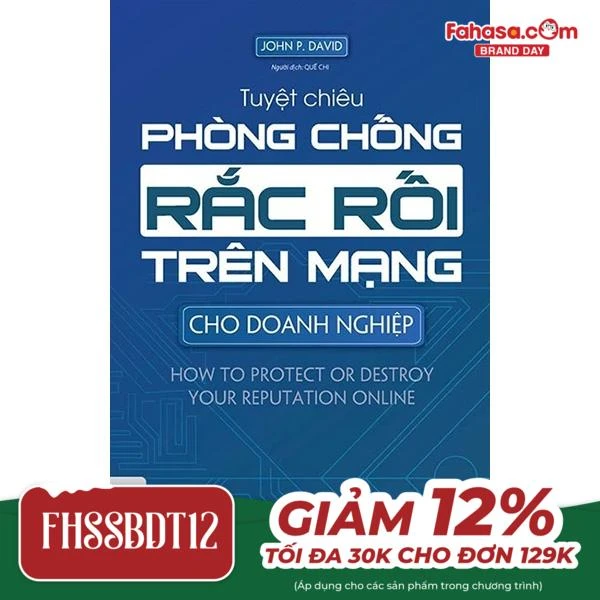 Fahasa.com
BRAND DAY
JOHN P. DAVID
Người dịch: QUẾ CHI
Tuyệt chiêu
PHÒNG CHỐNG
RẮC RỐI
TRÊN MẠNG
CHO DOANH NGHIỆP
HOW TO PROTECT OR DESTROY
YOUR REPUTATION ONLINE
FHSSBDT12
GIẢM 12%
TỐI ĐA 30K CHO ĐƠN 129K
(Áp dụng cho các sản phẩm trong chương trình)